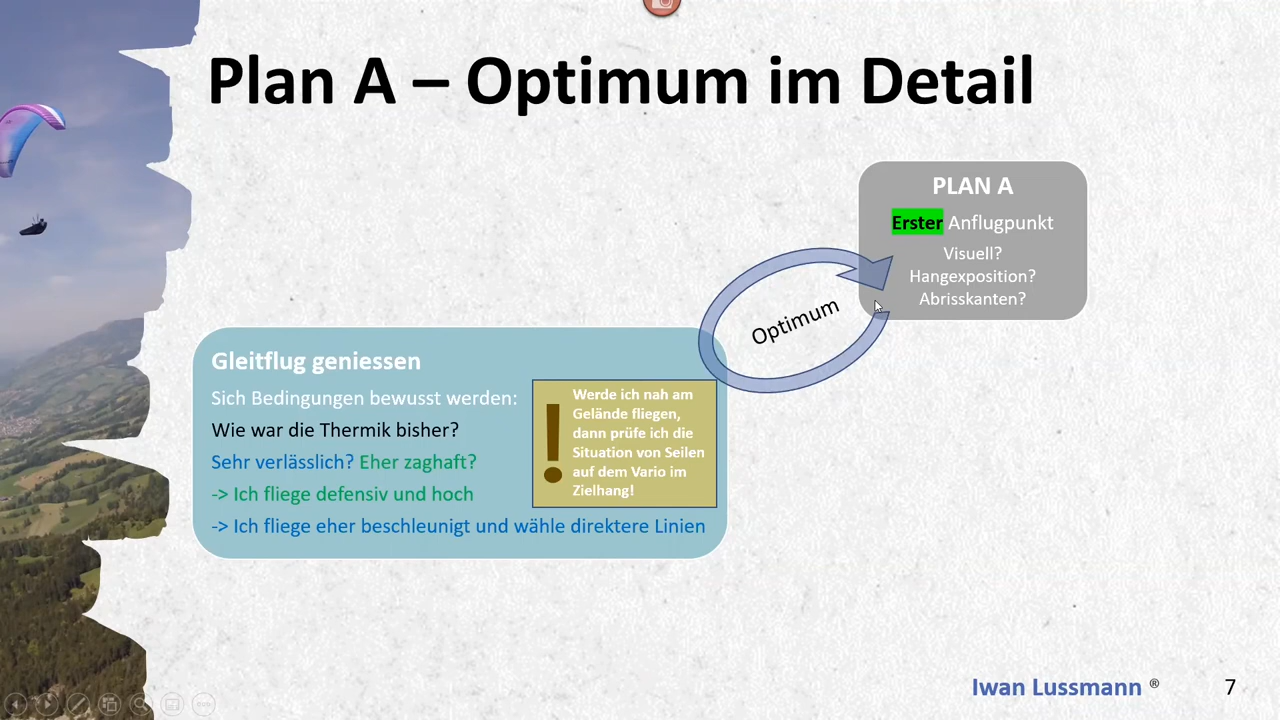 Plan A – Optimum im Detail
PLAN A
Erster Anflugpunkt
Visuell?
Hangexposition?
Abrisskanten?
Optimum
Gleitflug geniessen
Sich Bedingungen bewusst werden:
Wie war die Thermik bisher?
Sehr verlässlich? Eher zaghaft?
-> Ich fliege defensiv und hoch
-> Ich fliege eher beschleunigt und wähle direktere Linien
!
Werde ich nah am
Gelände fliegen,
dann prüfe ich die
Situation von Seilen
auf dem Vario im
Zielhang!
Iwan Lussmann ®
7